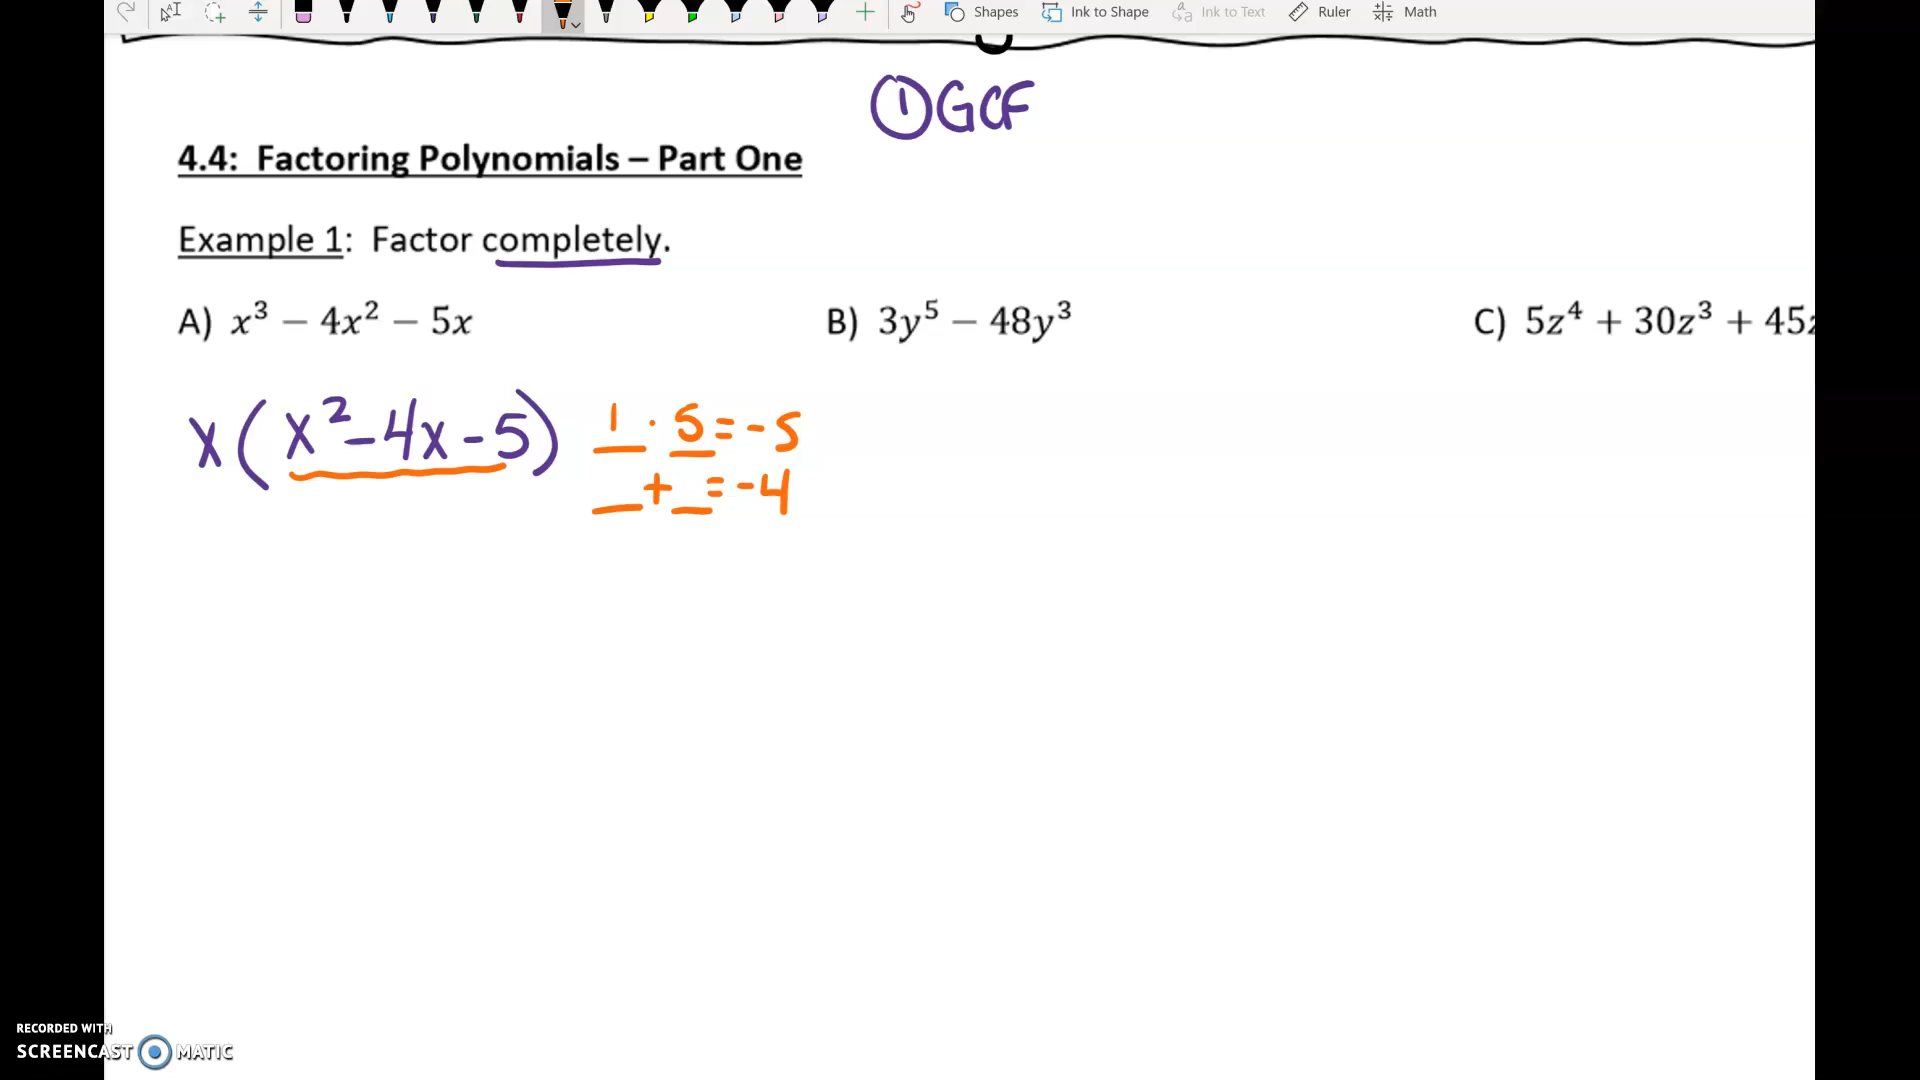 Shapes Ink to Shape Ink to Text Ruler Math
① GCF
4.4: Factoring Polynomials – Part One
Example 1: Factor completely.
A) x³ − 4x² − 5x B) 3y⁵ − 48y³ C) 5z⁴ + 30z³ + 45
x(x²-4x-5) 1 · 5 = -5
__ + __ = -4
RECORDED WITH
SCREENCAST MATIC